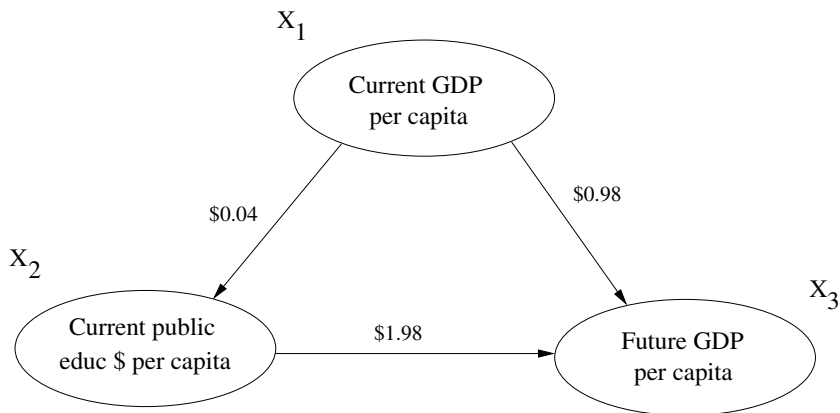 X1
Current GDP
per capita
$0.04
$0.98
X2
X3
Current public
educ $ per capita
$1.98
Future GDP
per capita